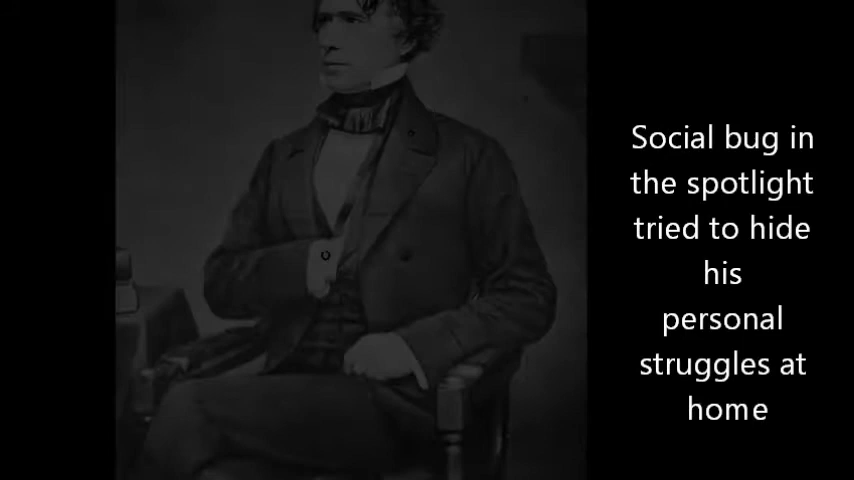 Social bug in
the spotlight
tried to hide
his
personal
struggles at
home